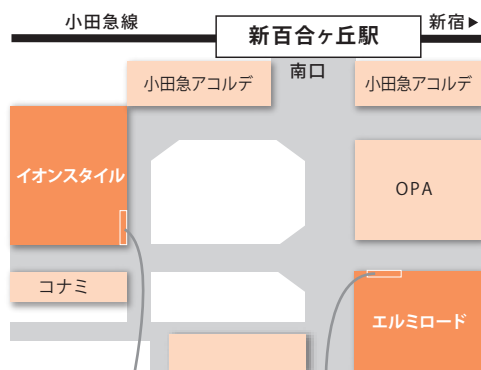 小田急線
新百合ヶ丘駅
新宿▶
小田急アコルデ
南口
小田急アコルデ
イオンスタイル
OPA
コナミ
エルミロード